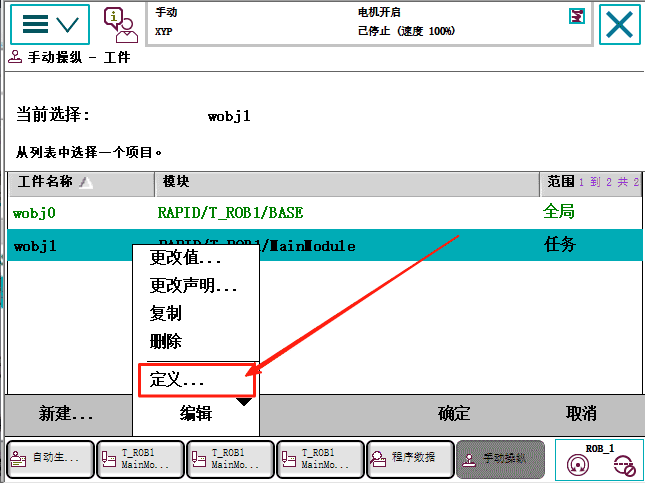 手动
电机开启
XYP
已停止 (速度 100%)
手动操纵 - 工件
当前选择:
wobj1
从列表中选择一个项目。
工件名称
模块
范围 1 到 2 共 2
wobj0
RAPID/T_ROB1/BASE
全局
wobj1
RAPID/T_ROB1/MainModule
任务
更改值...
更改声明...
复制
删除
定义...
新建...
编辑
确定
取消
自动生...
T_ROB1
MainMo...
T_ROB1
MainMo...
T_ROB1
MainMo...
程序数据
手动操纵
ROB_1